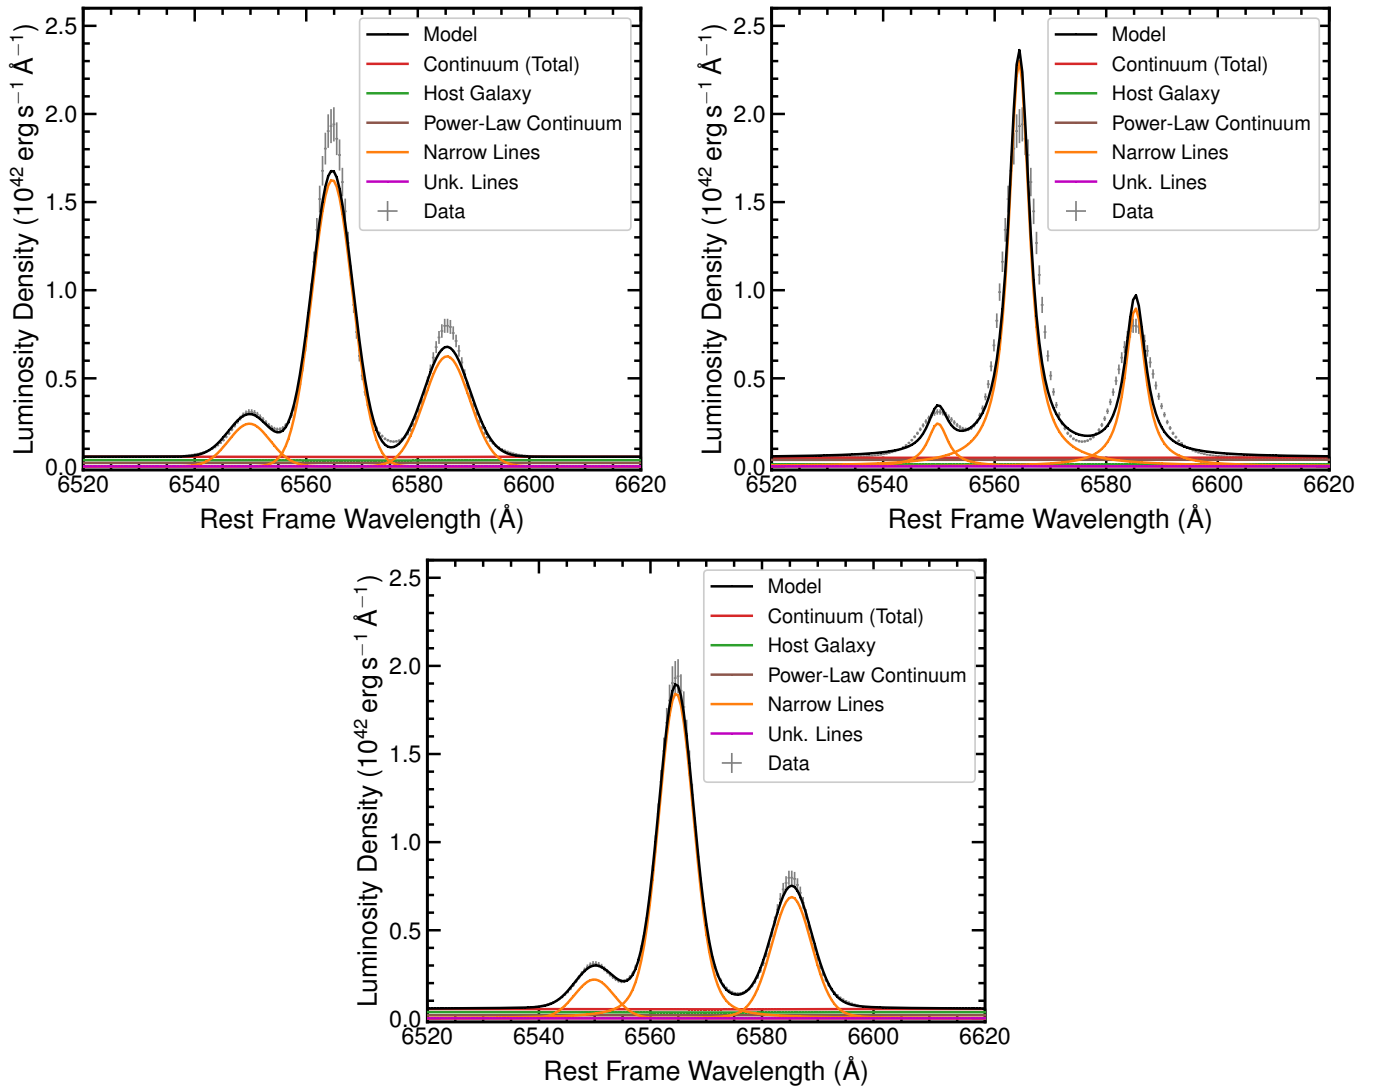 Luminosity Density (10⁴² erg s⁻¹ Å⁻¹)
2.5
2.0
1.5
1.0
0.5
0.0
6520 6540 6560 6580 6600 6620
Rest Frame Wavelength (Å)
Model
Continuum (Total)
Host Galaxy
Power-Law Continuum
Narrow Lines
Unk. Lines
Data
Luminosity Density (10⁴² erg s⁻¹ Å⁻¹)
2.5
2.0
1.5
1.0
0.5
0.0
6520 6540 6560 6580 6600 6620
Rest Frame Wavelength (Å)
Model
Continuum (Total)
Host Galaxy
Power-Law Continuum
Narrow Lines
Unk. Lines
Data
Luminosity Density (10⁴² erg s⁻¹ Å⁻¹)
2.5
2.0
1.5
1.0
0.5
0.0
6520 6540 6560 6580 6600 6620
Rest Frame Wavelength (Å)
Model
Continuum (Total)
Host Galaxy
Power-Law Continuum
Narrow Lines
Unk. Lines
Data